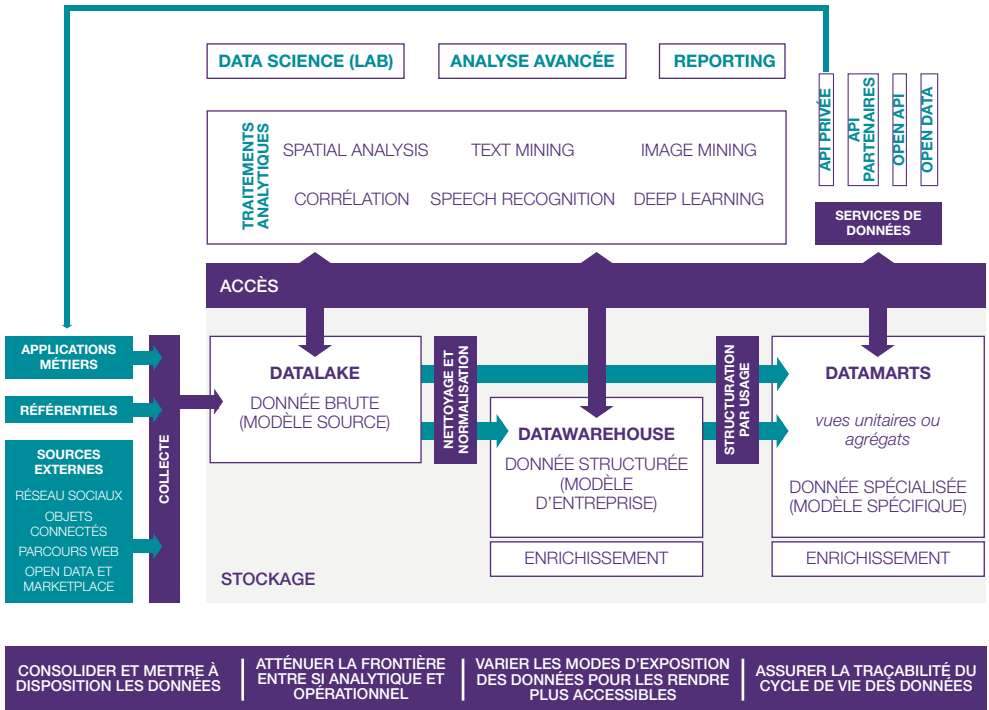 DATA SCIENCE (LAB)
ANALYSE AVANCÉE
REPORTING
API PRIVÉE
API
PARTENAIRES
OPEN API
OPEN DATA
TRAITEMENTS
ANALYTIQUES
SPATIAL ANALYSIS
TEXT MINING
IMAGE MINING
CORRÉLATION
SPEECH RECOGNITION
DEEP LEARNING
SERVICES DE
DONNÉES
ACCÈS
APPLICATIONS
MÉTIERS
RÉFÉRENTIELS
SOURCES
EXTERNES
RÉSEAU SOCIAUX
OBJETS
CONNECTÉS
PARCOURS WEB
OPEN DATA ET
MARKETPLACE
COLLECTE
DATALAKE
DONNÉE BRUTE
(MODÈLE SOURCE)
NETTOYAGE ET
NORMALISATION
DATAWAREHOUSE
DONNÉE STRUCTURÉE
(MODÈLE
D'ENTREPRISE)
ENRICHISSEMENT
STRUCTURATION
PAR USAGE
DATAMARTS
vues unitaires ou
agrégats
DONNÉE SPÉCIALISÉE
(MODÈLE SPÉCIFIQUE)
ENRICHISSEMENT
STOCKAGE
CONSOLIDER ET METTRE À
DISPOSITION LES DONNÉES
ATTÉNUER LA FRONTIÈRE
ENTRE SI ANALYTIQUE ET
OPÉRATIONNEL
VARIER LES MODES D'EXPOSITION
DES DONNÉES POUR LES RENDRE
PLUS ACCESSIBLES
ASSURER LA TRAÇABILITÉ DU
CYCLE DE VIE DES DONNÉES